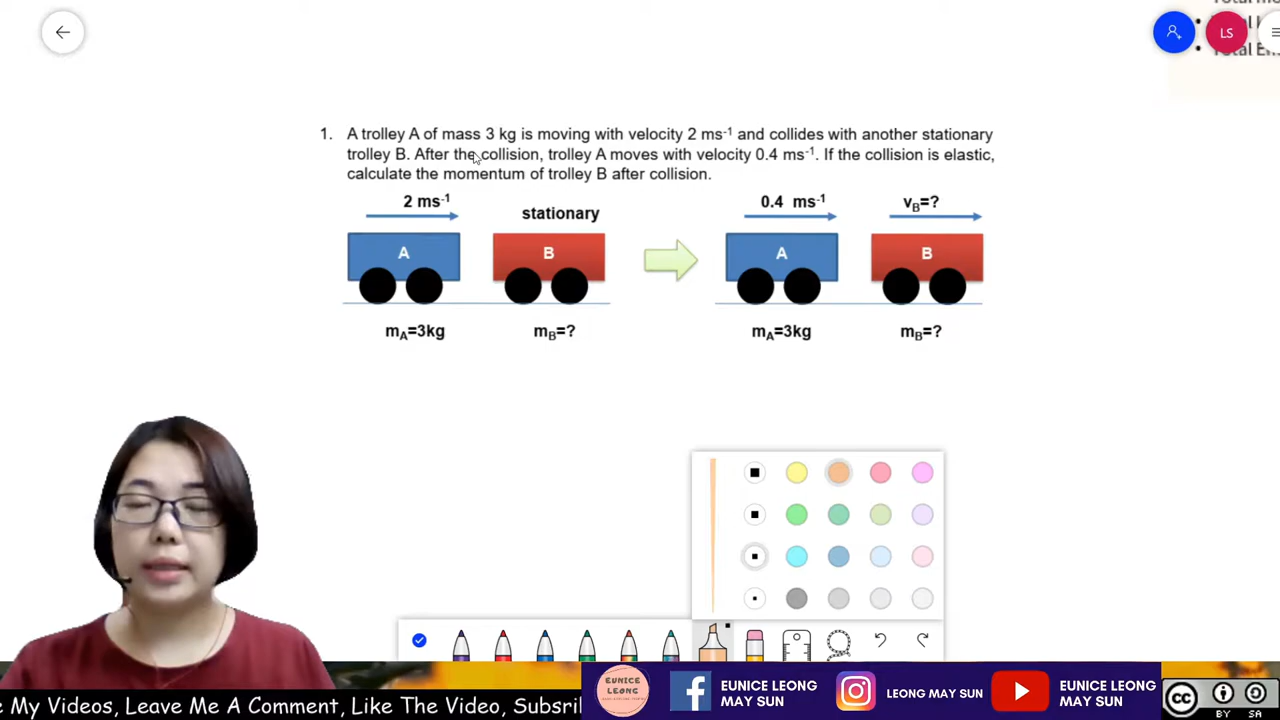 LS
1. A trolley A of mass 3 kg is moving with velocity 2 ms⁻¹ and collides with another stationary
trolley B. After the collision, trolley A moves with velocity 0.4 ms⁻¹. If the collision is elastic,
calculate the momentum of trolley B after collision.
2 ms⁻¹
stationary
0.4 ms⁻¹
vB=?
A
B
A
B
mA=3kg
mB=?
mA=3kg
mB=?
My Videos, Leave Me A Comment, Like The Video,
EUNICE LEONG
EUNICE LEONG
MAY SUN
LEONG MAY SUN
EUNICE LEONG
MAY SUN
CC
BY SA